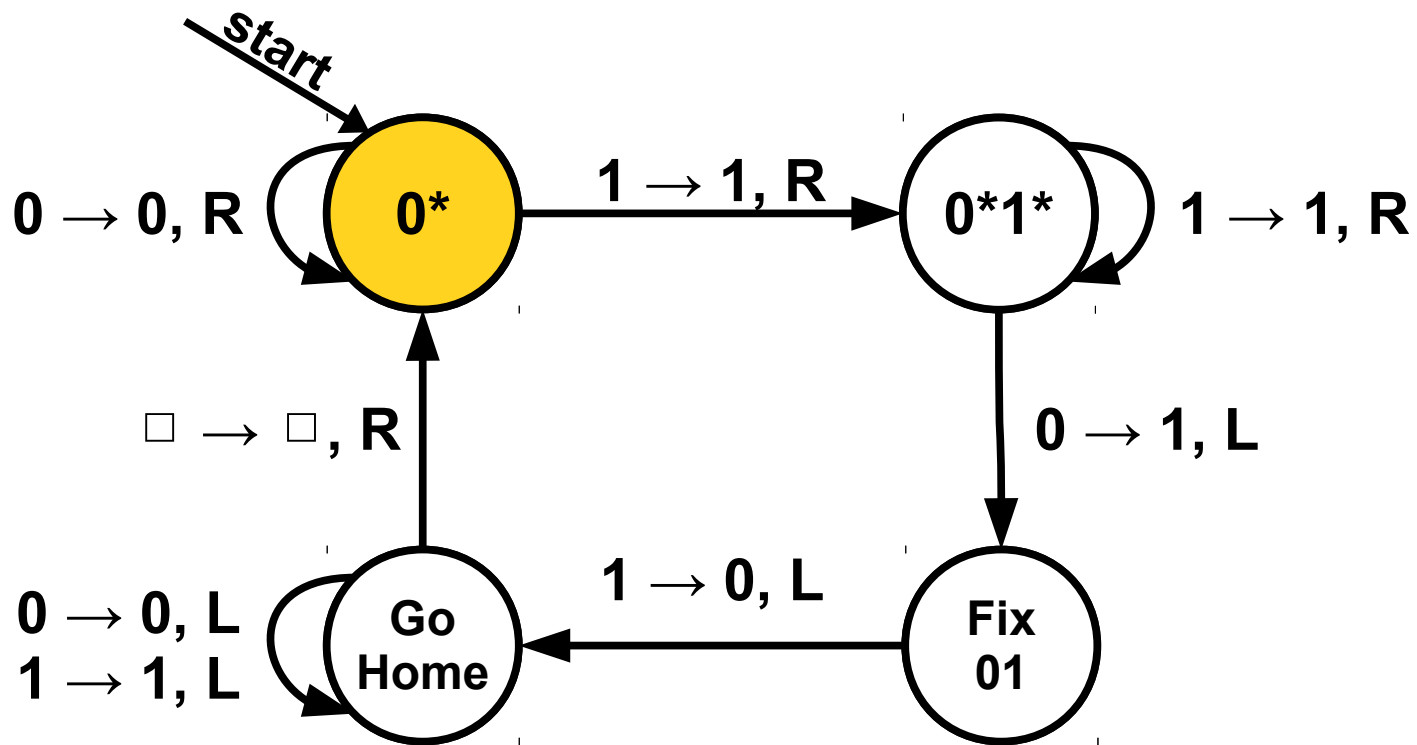 start
0 → 0, R
0*
1 → 1, R
0*1*
1 → 1, R
□ → □, R
0 → 1, L
0 → 0, L
1 → 1, L
Go
Home
1 → 0, L
Fix
01